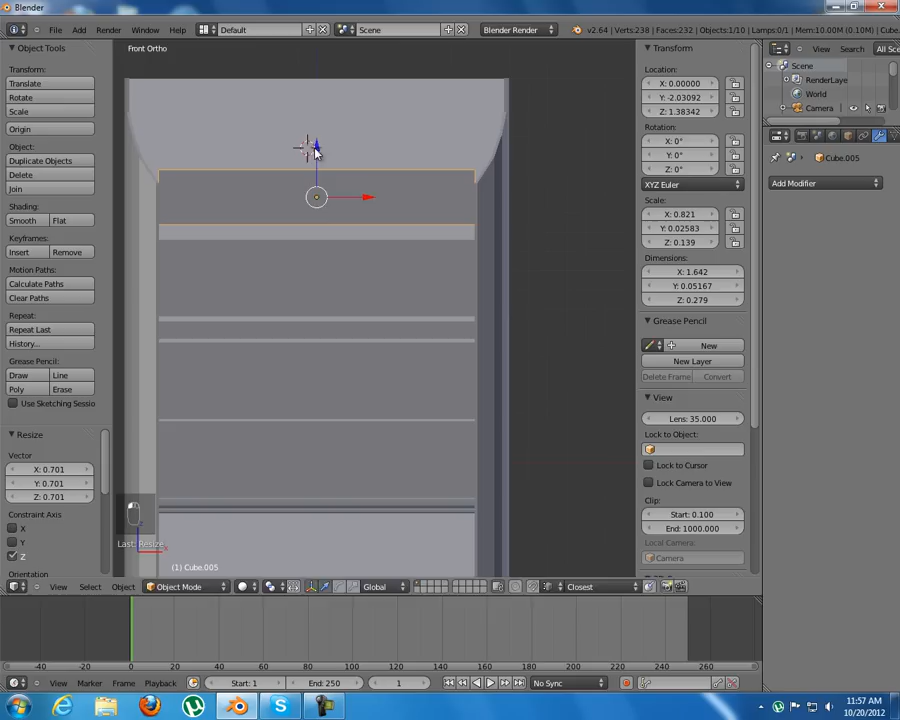 Blender
File Add Render Window Help
Default
Scene
Blender Render
v2.64 | Verts:238 | Faces:232 | Objects:1/10 | Lamps:0/1 | Mem:10.00M (0.10M) | Cube.
Object Tools
Transform:
Translate
Rotate
Scale
Origin
Object:
Duplicate Objects
Delete
Join
Shading:
Smooth Flat
Keyframes:
Insert Remove
Motion Paths:
Calculate Paths
Clear Paths
Repeat:
Repeat Last
History...
Grease Pencil:
Draw Line
Poly Erase
Use Sketching Sessio
Resize
Vector
X: 0.701
Y: 0.701
Z: 0.701
Constraint Axis
X
Y
Z
Orientation
Front Ortho
Last: Resize
z
x
(1) Cube.005
Transform
Location:
X: 0.00000
Y: -2.03092
Z: 1.38342
Rotation:
X: 0°
Y: 0°
Z: 0°
XYZ Euler
Scale:
X: 0.821
Y: 0.02583
Z: 0.139
Dimensions:
X: 1.642
Y: 0.05167
Z: 0.279
Grease Pencil
New
New Layer
Delete Frame Convert
View
Lens: 35.000
Lock to Object:
Lock to Cursor
Lock Camera to View
Clip:
Start: 0.100
End: 1000.000
Local Camera:
Camera
View Search All Sce
Scene
RenderLaye
World
Camera
Cube.005
Add Modifier
View Select Object
Object Mode
Global
Closest
-40 -20 0 20 40 60 80 100 120 140 160 180 200 220 240 260
View Marker Frame Playback
Start: 1
End: 250
1
No Sync
11:57 AM
10/20/2012